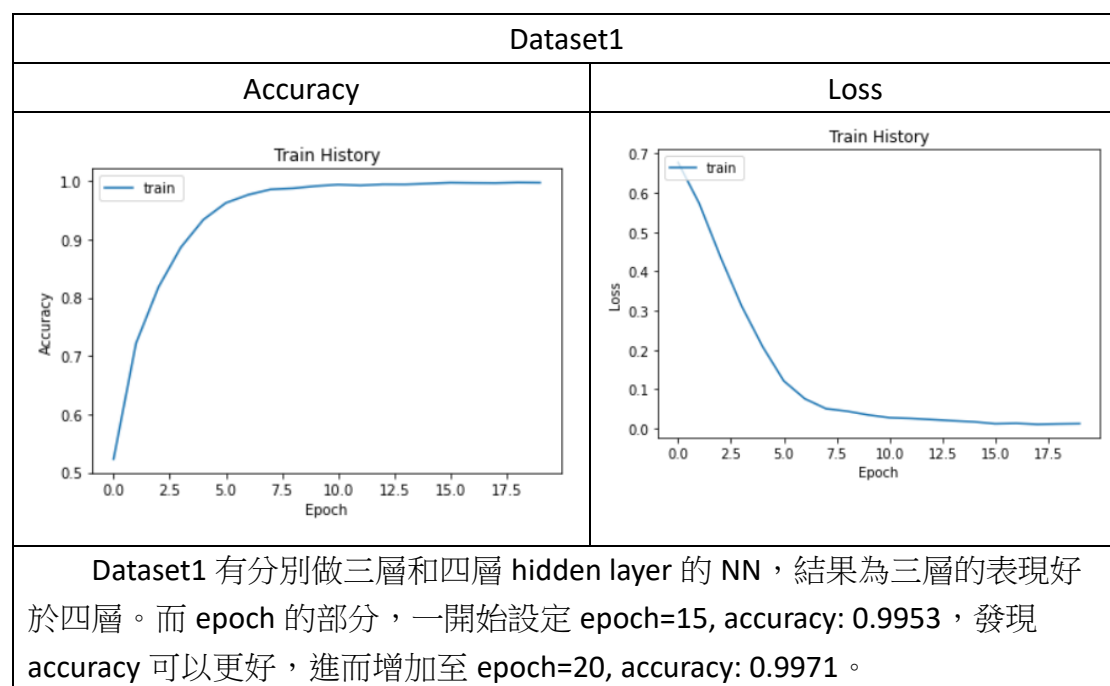 Dataset1
Accuracy
Loss
Train History
train
1.0
0.9
0.8
0.7
0.6
0.5
Accuracy
0.0 2.5 5.0 7.5 10.0 12.5 15.0 17.5
Epoch
Train History
train
0.7
0.6
0.5
0.4
0.3
0.2
0.1
0.0
Loss
0.0 2.5 5.0 7.5 10.0 12.5 15.0 17.5
Epoch
Dataset1 有分別做三層和四層 hidden layer 的 NN，結果為三層的表現好
於四層。而 epoch 的部分，一開始設定 epoch=15, accuracy: 0.9953，發現
accuracy 可以更好，進而增加至 epoch=20, accuracy: 0.9971。